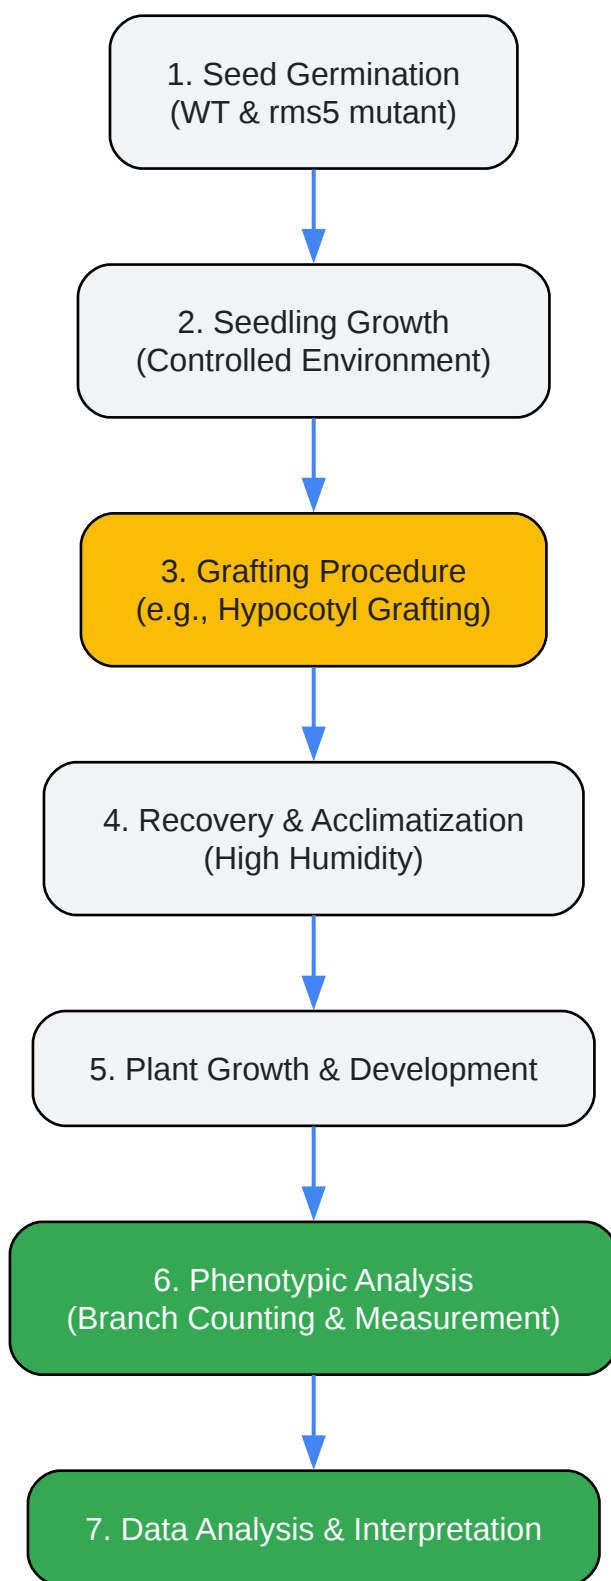 1. Seed Germination
(WT & rms5 mutant)
2. Seedling Growth
(Controlled Environment)
3. Grafting Procedure
(e.g., Hypocotyl Grafting)
4. Recovery & Acclimatization
(High Humidity)
5. Plant Growth & Development
6. Phenotypic Analysis
(Branch Counting & Measurement)
7. Data Analysis & Interpretation